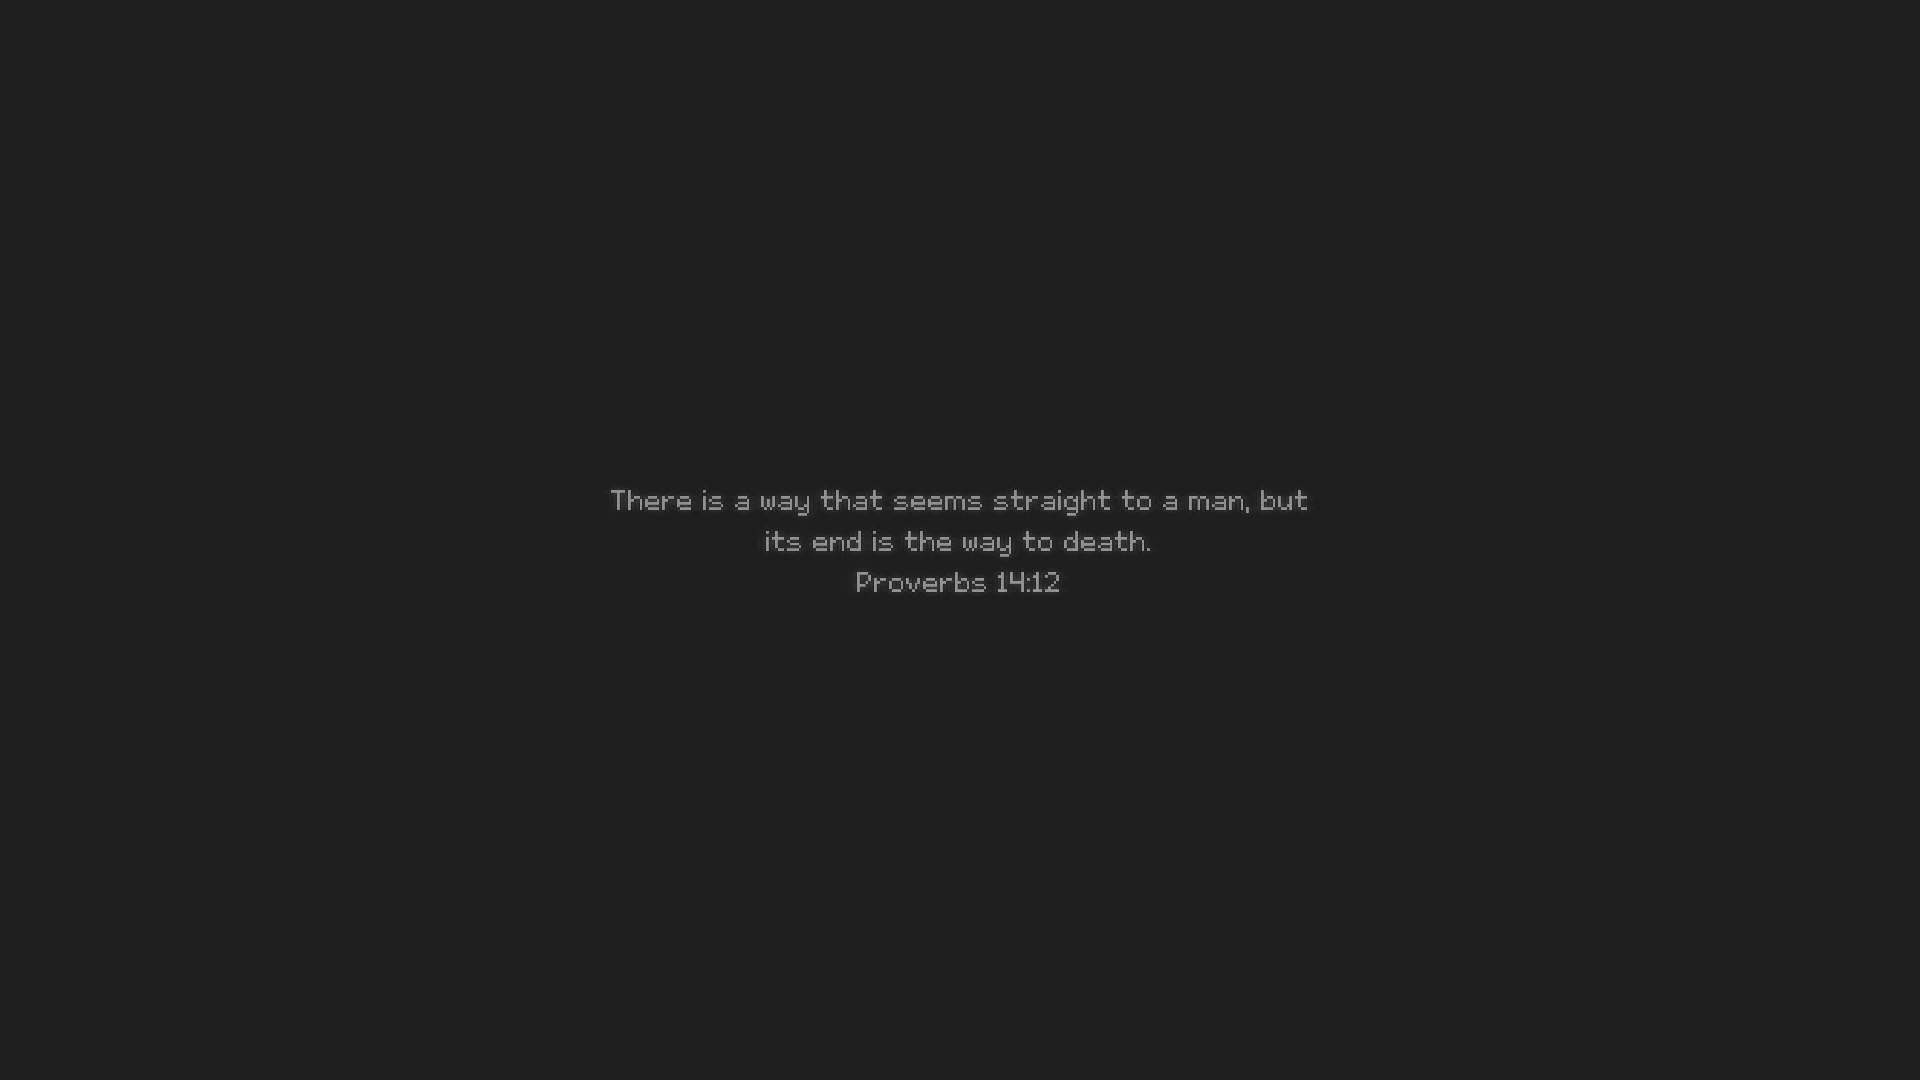 There is a way that seems straight to a man, but
its end is the way to death.
Proverbs 14:12